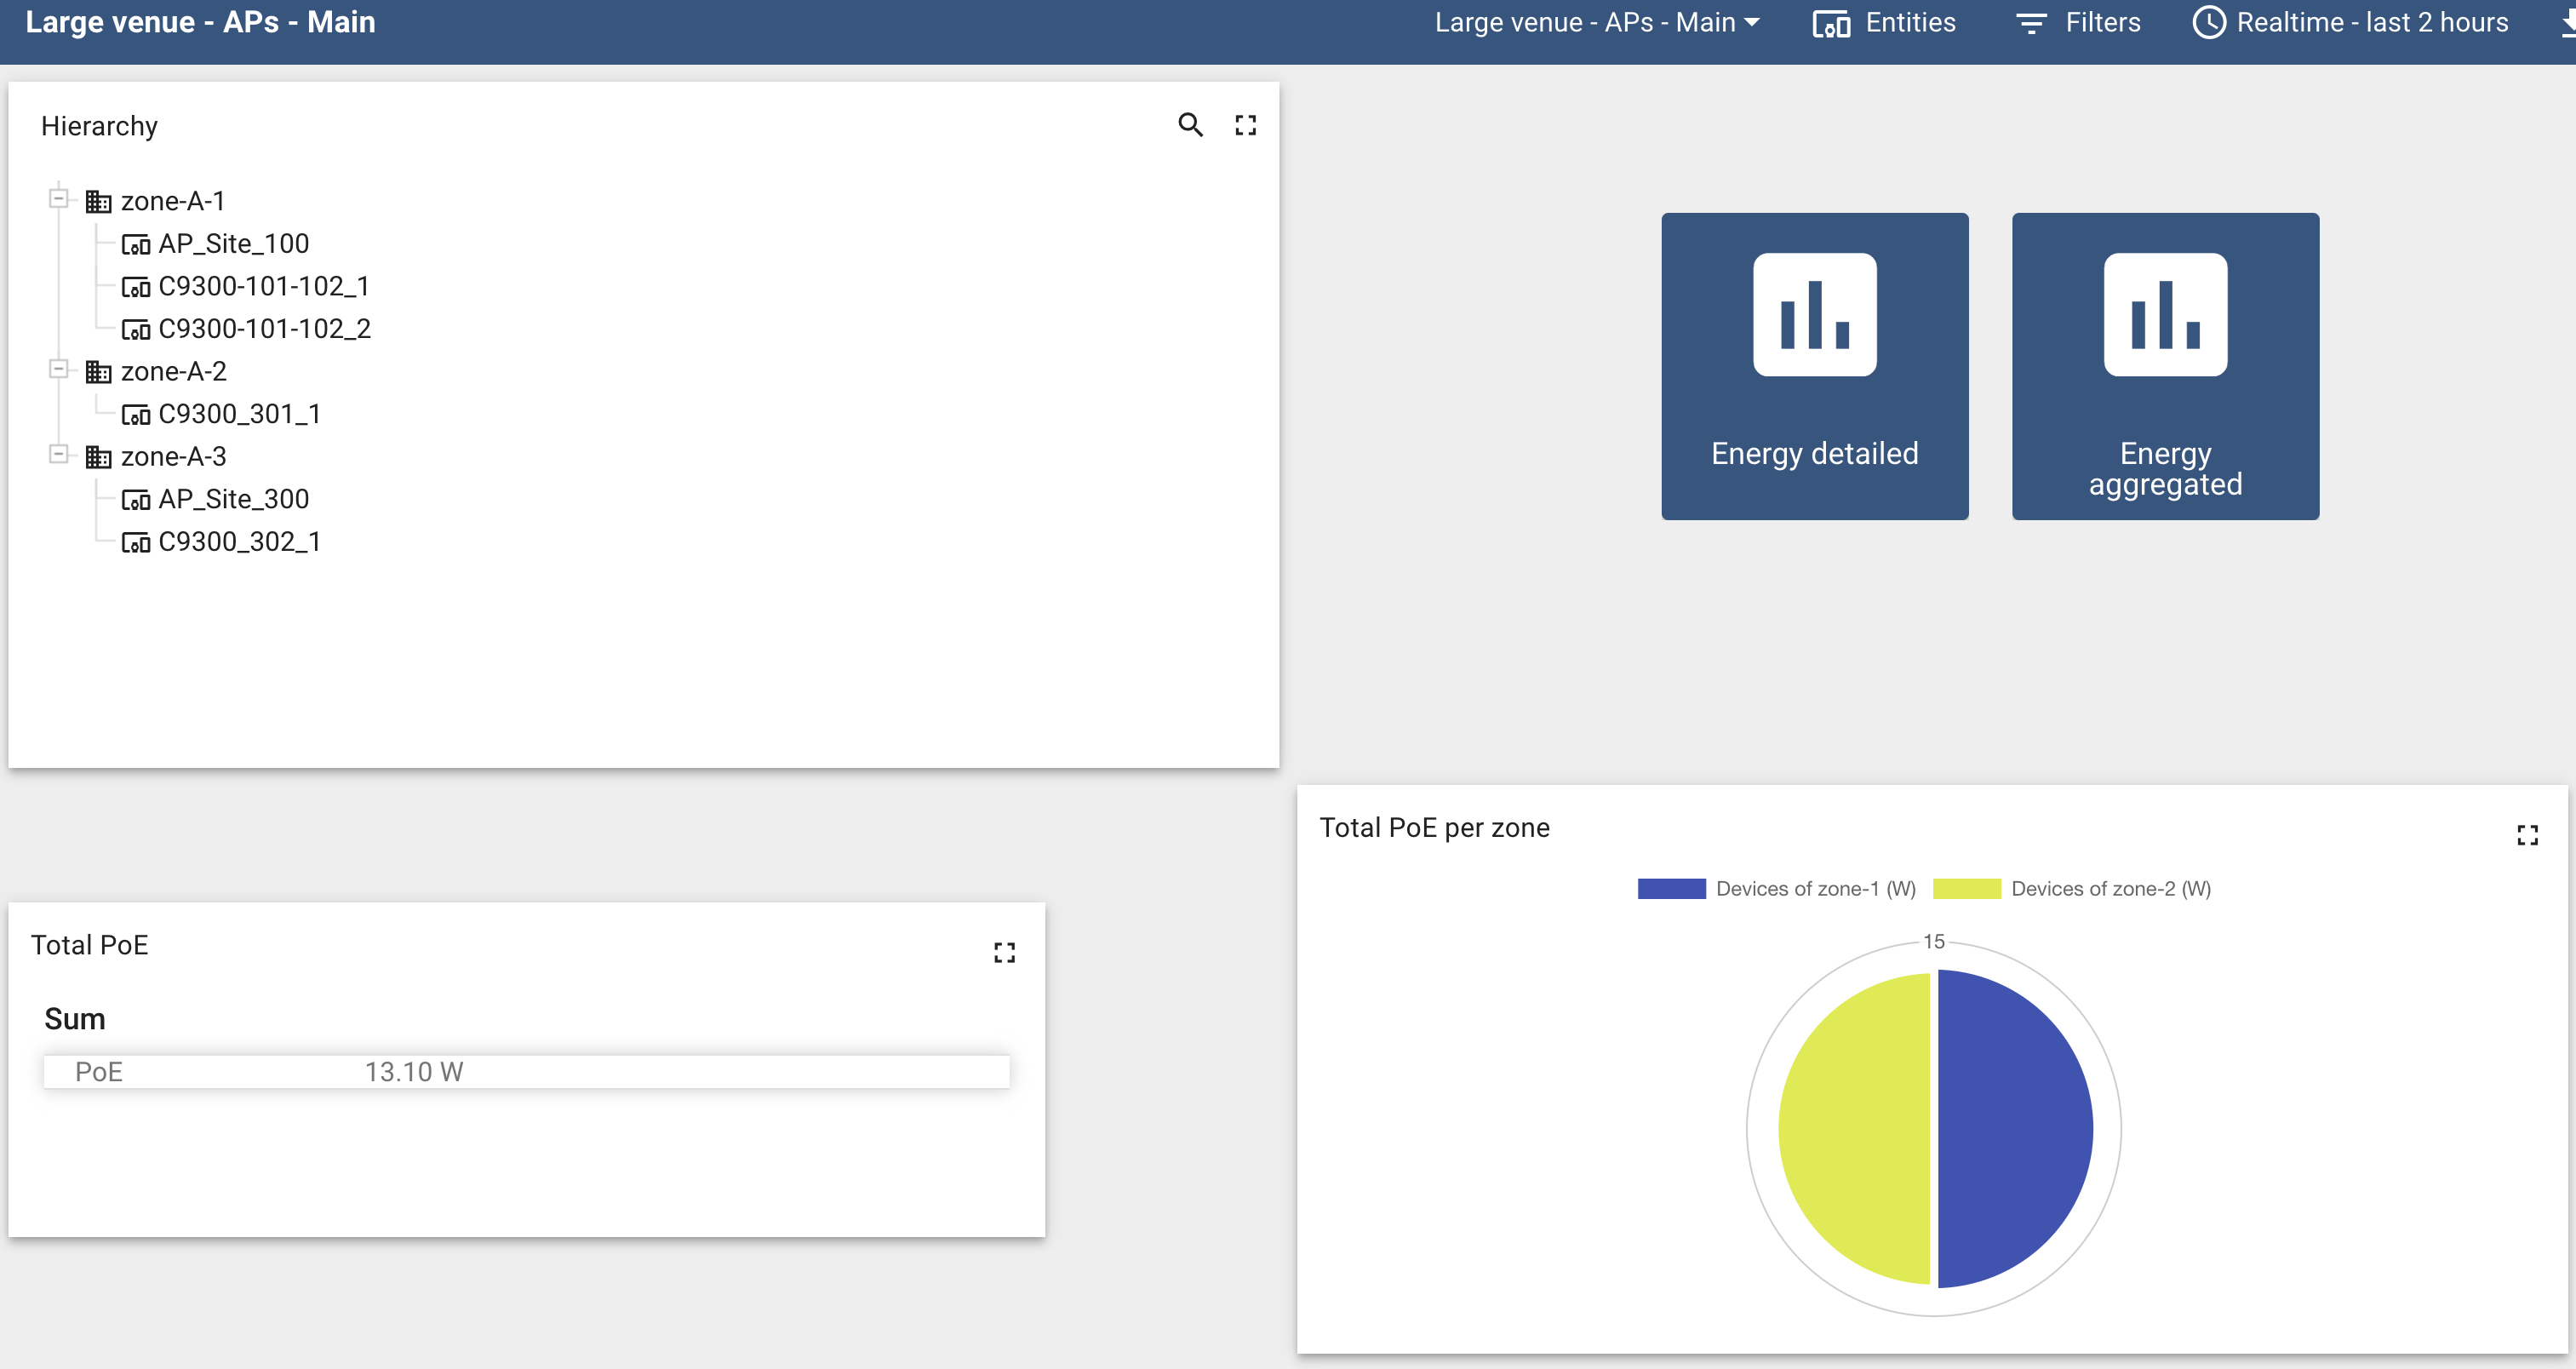 Large venue - APs - Main
Large venue - APs - Main
Entities
Filters
Realtime - last 2 hours
Hierarchy
zone-A-1
AP_Site_100
C9300-101-102_1
C9300-101-102_2
zone-A-2
C9300_301_1
zone-A-3
AP_Site_300
C9300_302_1
Energy detailed
Energy
aggregated
Total PoE
Sum
PoE 13.10 W
Total PoE per zone
Devices of zone-1 (W)
Devices of zone-2 (W)
15